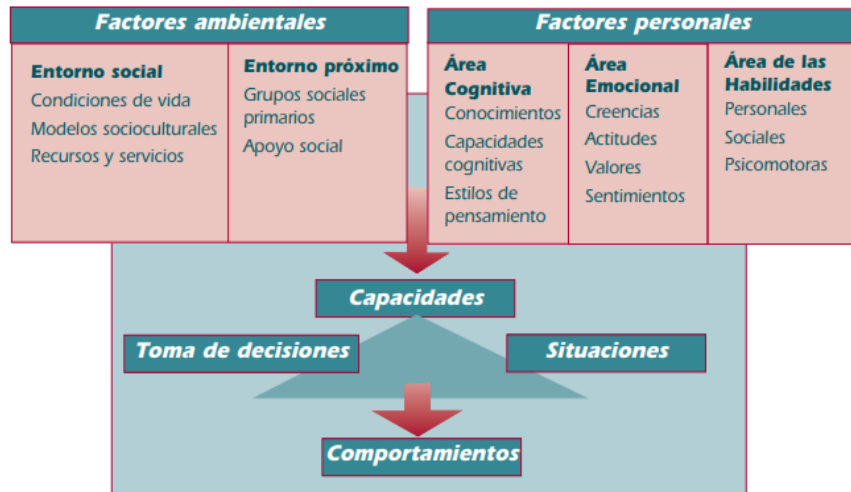 Factores ambientales
Entorno social
Condiciones de vida
Modelos socioculturales
Recursos y servicios
Entorno próximo
Grupos sociales
primarios
Apoyo social
Factores personales
Área
Cognitiva
Conocimientos
Capacidades
cognitivas
Estilos de
pensamiento
Área
Emocional
Creencias
Actitudes
Valores
Sentimientos
Área de las
Habilidades
Personales
Sociales
Psicomotoras
Capacidades
Toma de decisiones
Situaciones
Comportamientos